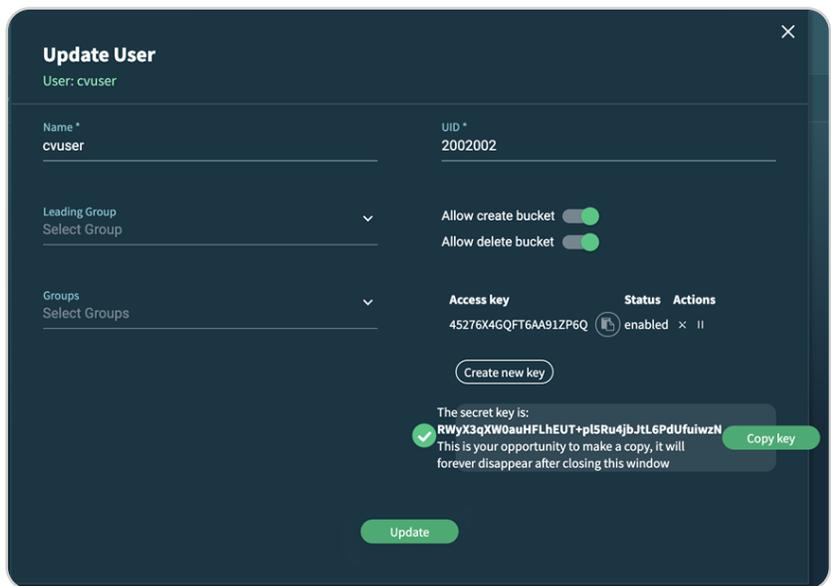 Update User
User: cvuser
Name *
cvuser
UID *
2002002
Leading Group
Select Group
Allow create bucket
Allow delete bucket
Groups
Select Groups
Access key Status Actions
45276X4GQFT6AA91ZP6Q enabled
Create new key
The secret key is:
RWyX3qXW0auHFLhEUT+pl5Ru4jbJtL6PdUfuiwzN
This is your opportunity to make a copy, it will
forever disappear after closing this window
Copy key
Update